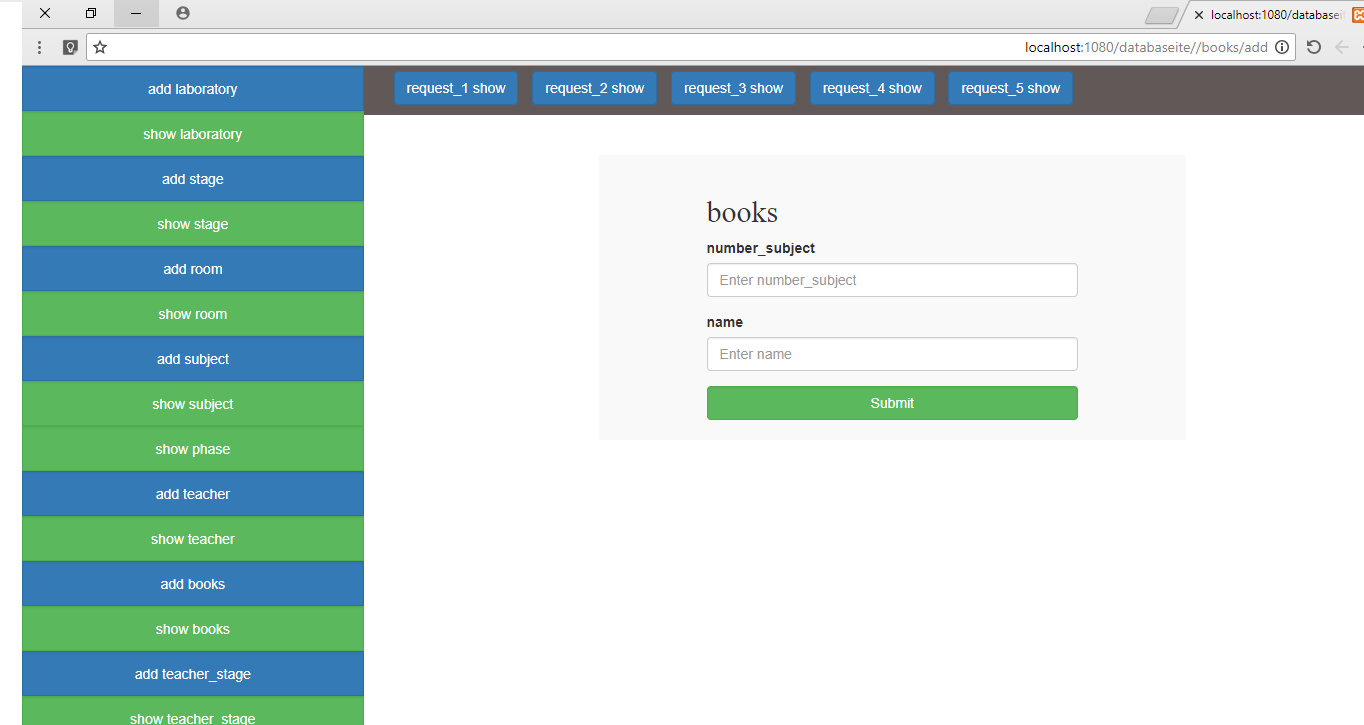 localhost:1080/databasei
localhost:1080/databaseite//books/add
request_1 show
request_2 show
request_3 show
request_4 show
request_5 show
add laboratory
show laboratory
add stage
show stage
add room
show room
add subject
show subject
show phase
add teacher
show teacher
add books
show books
add teacher_stage
show teacher_stage
books
number_subject
Enter number_subject
name
Enter name
Submit